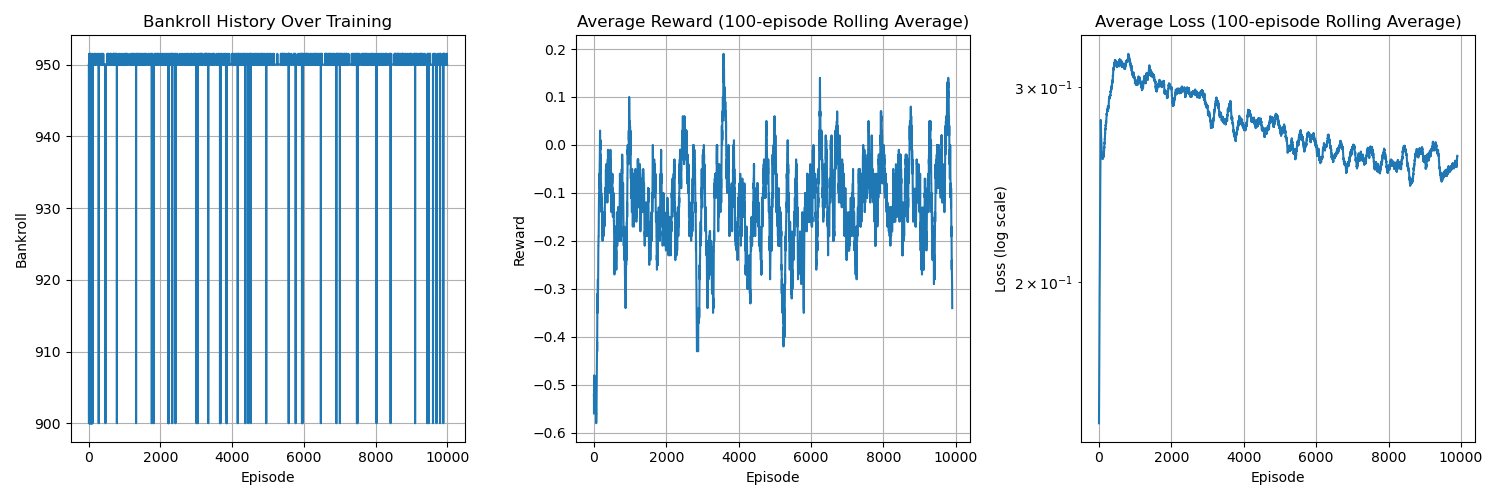 Bankroll History Over Training
950
940
930
920
910
900
Bankroll
0 2000 4000 6000 8000 10000
Episode
Average Reward (100-episode Rolling Average)
0.2
0.1
0.0
−0.1
−0.2
−0.3
−0.4
−0.5
−0.6
Reward
0 2000 4000 6000 8000 10000
Episode
Average Loss (100-episode Rolling Average)
3 × 10⁻¹
2 × 10⁻¹
Loss (log scale)
0 2000 4000 6000 8000 10000
Episode